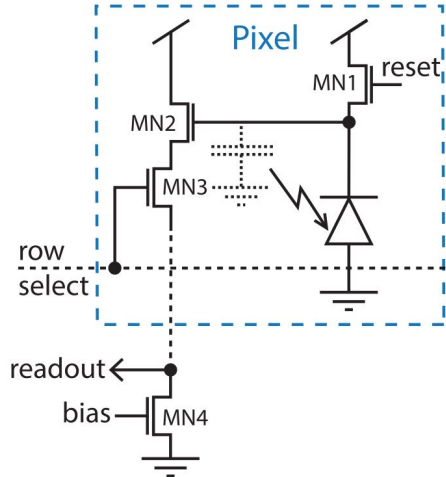 Pixel
MN1
reset
MN2
MN3
row
select
readout
bias
MN4